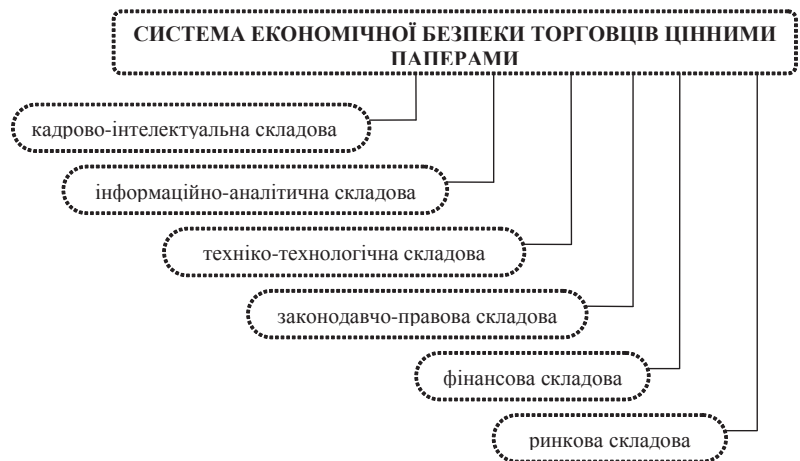 СИСТЕМА ЕКОНОМІЧНОЇ БЕЗПЕКИ ТОРГОВЦІВ ЦІННИМИ
ПАПЕРАМИ
кадрово-інтелектуальна складова
інформаційно-аналітична складова
техніко-технологічна складова
законодавчо-правова складова
фінансова складова
ринкова складова